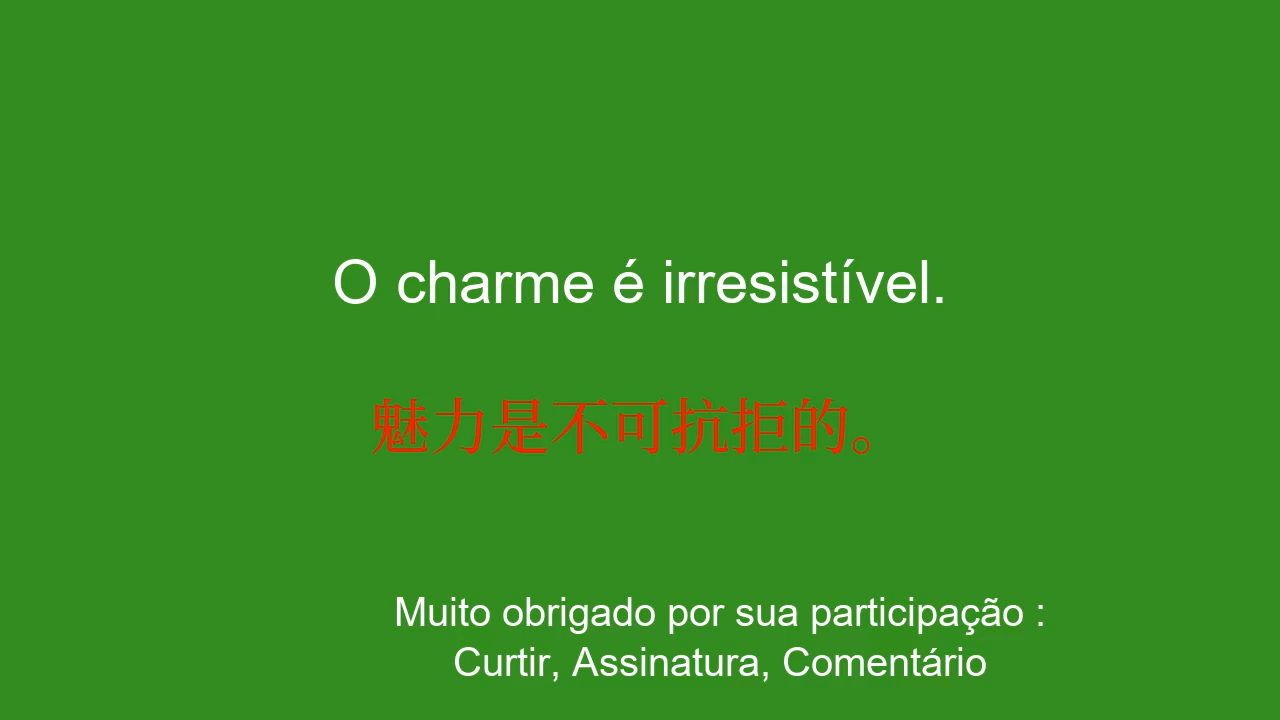 O charme é irresistível.
魅力是不可抗拒的。
Muito obrigado por sua participação :
Curtir, Assinatura, Comentário